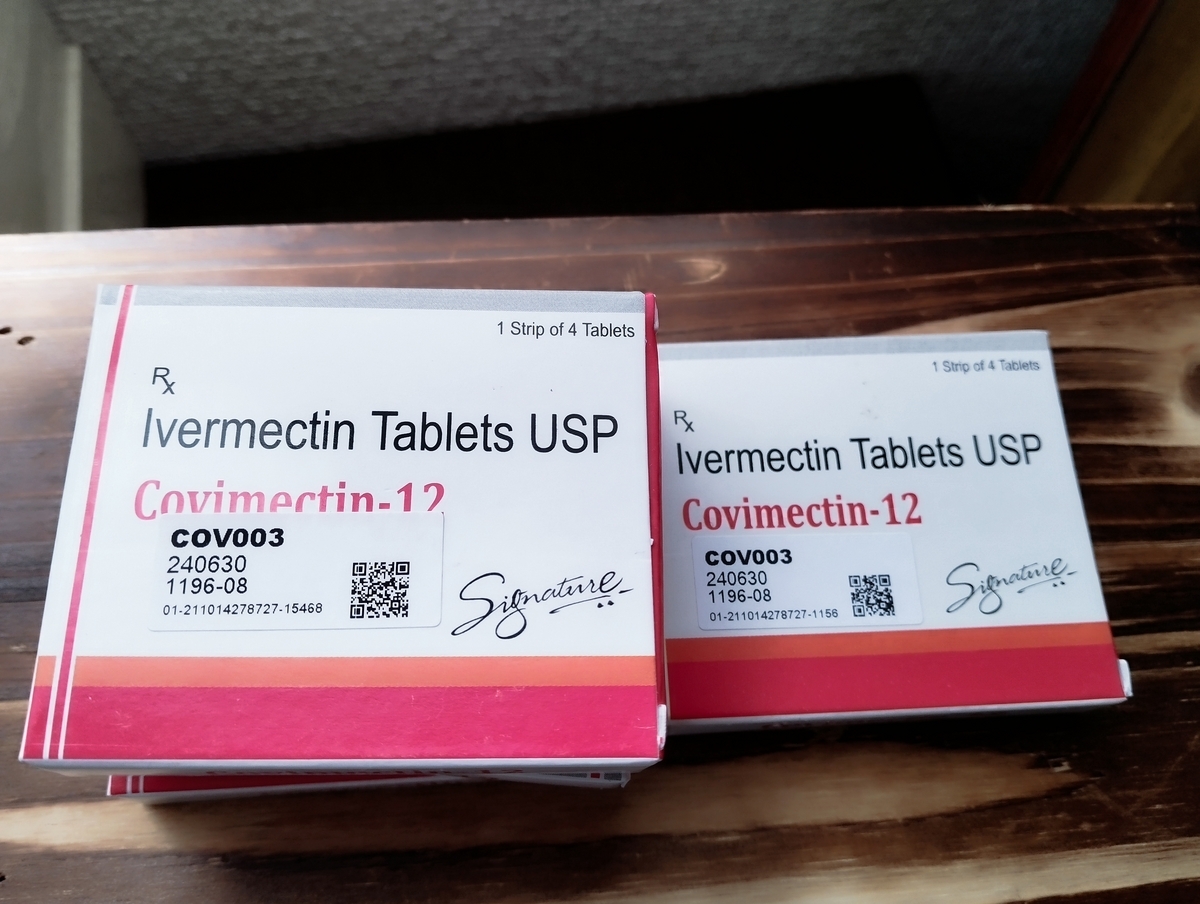 1 Strip of 4 Tablets
Rx
Ivermectin Tablets USP
Covimectin-12
COV003
240630
1196-08
01-211014278727-15468
Signature
1 Strip of 4 Tablets
Rx
Ivermectin Tablets USP
Covimectin-12
COV003
240630
1196-08
01-211014278727-1156
Signature